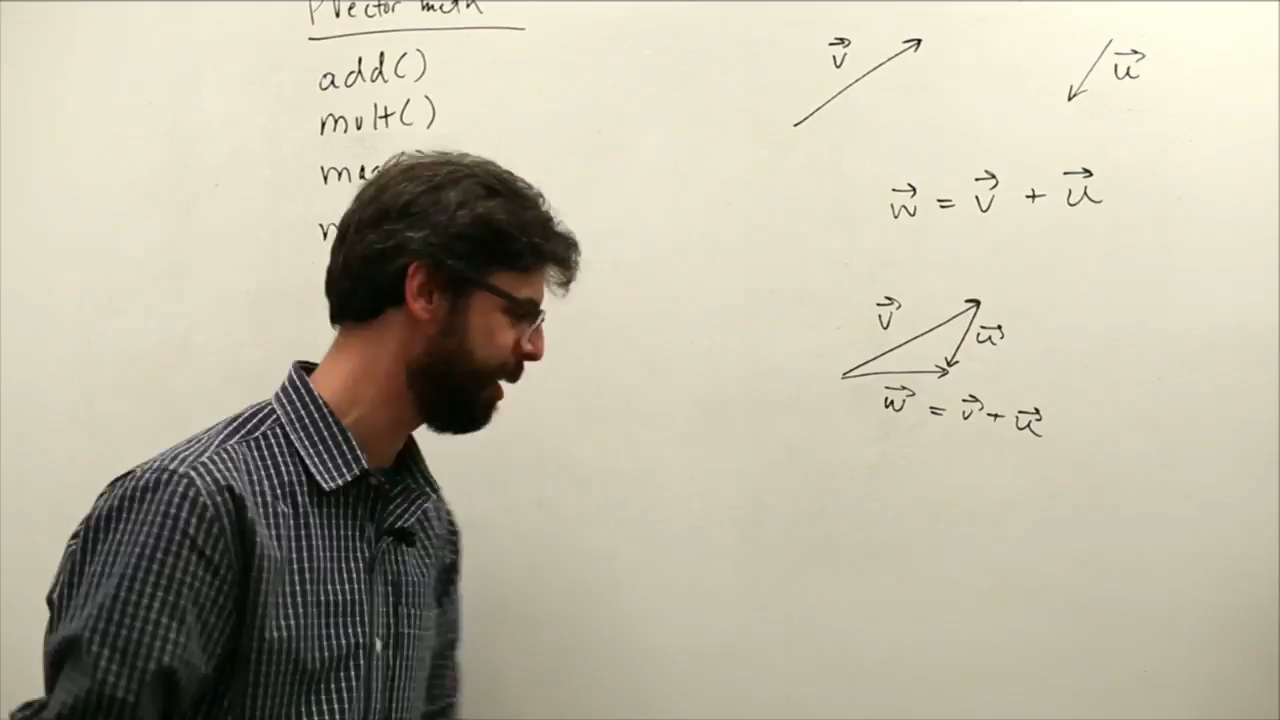 PVector math
add()
mult()
v⃗
u⃗
w⃗ = v⃗ + u⃗
v⃗
u⃗
w⃗ = v⃗ + u⃗